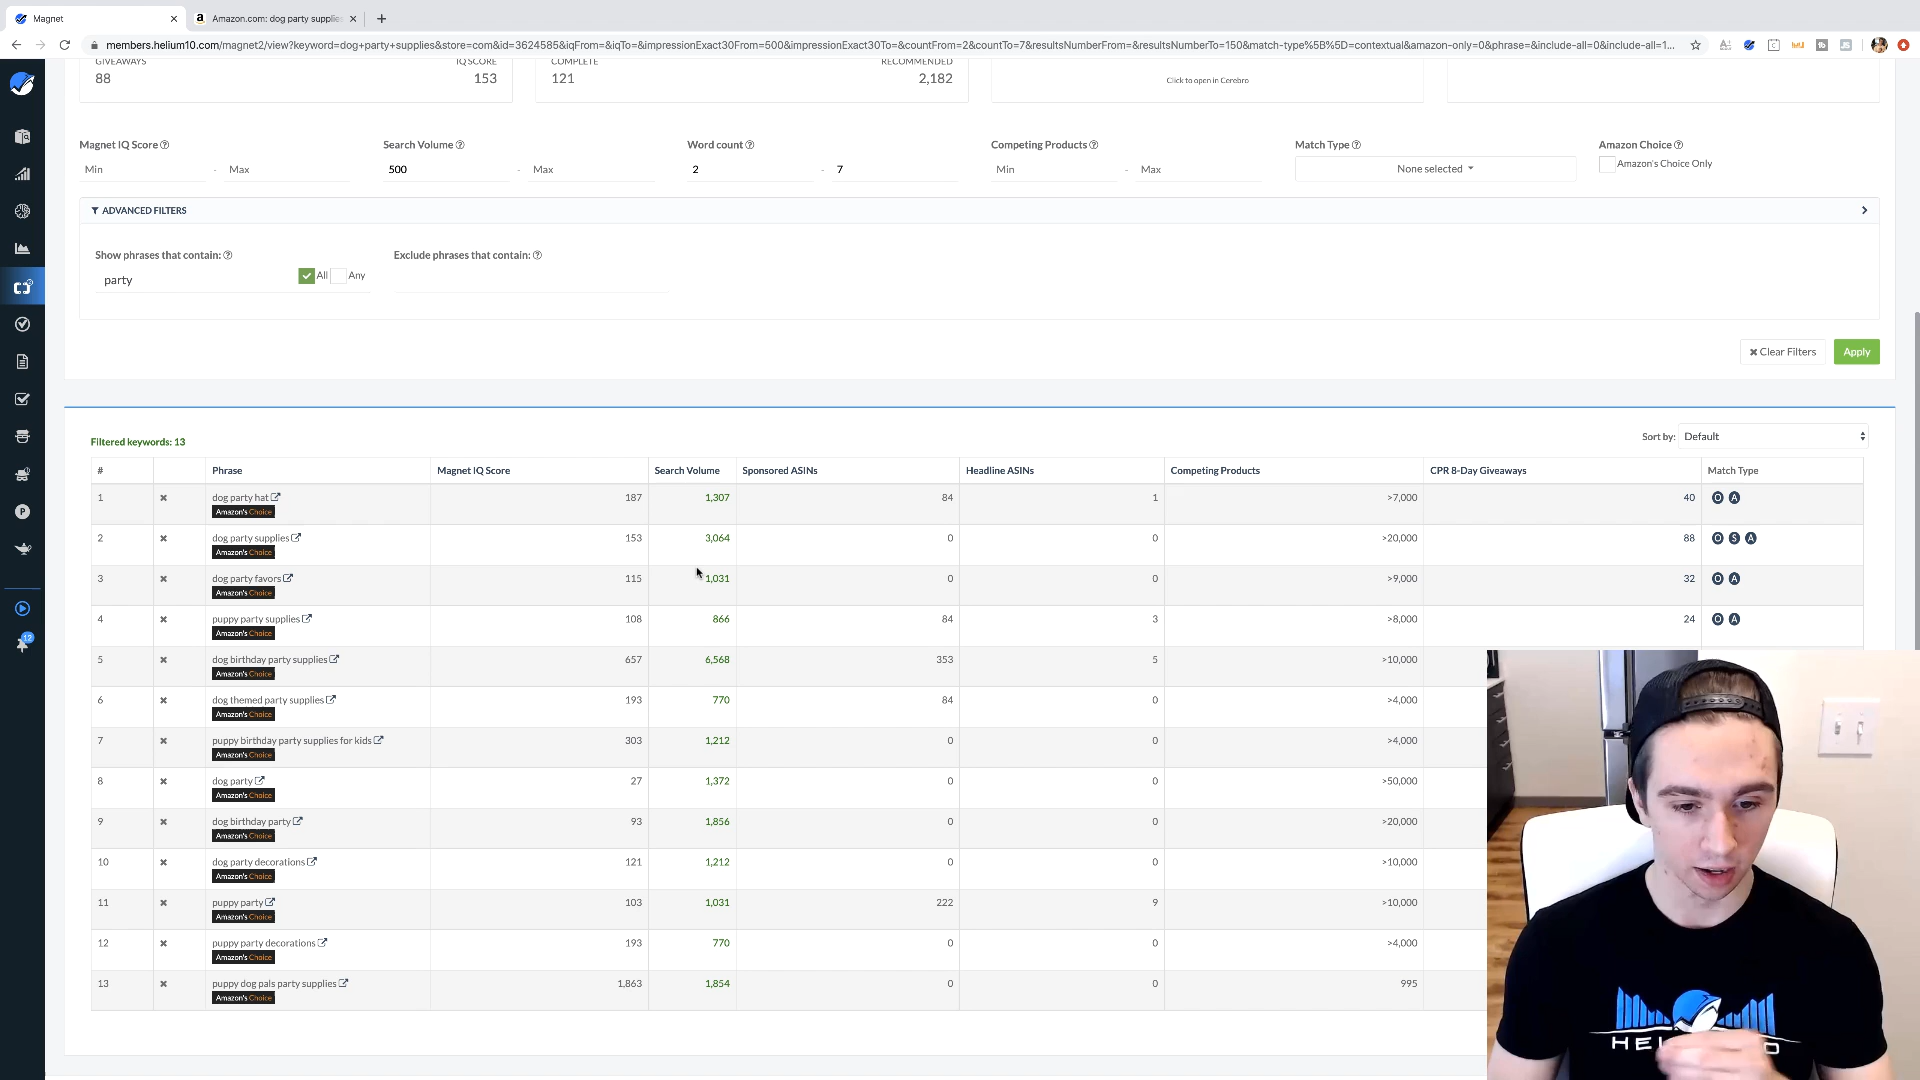 Magnet
Amazon.com: dog party supplies
members.helium10.com/magnet2/view?keyword=dog+party+supplies&store=com&id=3624585&iqFrom=&iqTo=&impressionExact30From=500&impressionExact30To=&countFrom=2&countTo=7&resultsNumberFrom=&resultsNumberTo=150&match-type%5B%5D=contextual&amazon-only=0&phrase=&include-all=0&include-all=1...
GIVEAWAYS IQ SCORE COMPLETE RECOMMENDED
88 153 121 2,182 Click to open in Cerebro
Magnet IQ Score Search Volume Word count Competing Products Match Type Amazon Choice
Min - Max 500 - Max 2 - 7 Min - Max None selected Amazon's Choice Only
ADVANCED FILTERS
Show phrases that contain: Exclude phrases that contain:
party All Any
Clear Filters Apply
Filtered keywords: 13 Sort by: Default
# Phrase Magnet IQ Score Search Volume Sponsored ASINs Headline ASINs Competing Products CPR 8-Day Giveaways Match Type
1 dog party hat 187 1,307 84 1 >7,000 40 O A
Amazon's Choice
2 dog party supplies 153 3,064 0 0 >20,000 88 O S A
Amazon's Choice
3 dog party favors 115 1,031 0 0 >9,000 32 O A
Amazon's Choice
4 puppy party supplies 108 866 84 3 >8,000 24 O A
Amazon's Choice
5 dog birthday party supplies 657 6,568 353 5 >10,000
Amazon's Choice
6 dog themed party supplies 193 770 84 0 >4,000
Amazon's Choice
7 puppy birthday party supplies for kids 303 1,212 0 0 >4,000
Amazon's Choice
8 dog party 27 1,372 0 0 >50,000
Amazon's Choice
9 dog birthday party 93 1,856 0 0 >20,000
Amazon's Choice
10 dog party decorations 121 1,212 0 0 >10,000
Amazon's Choice
11 puppy party 103 1,031 222 9 >10,000
Amazon's Choice
12 puppy party decorations 193 770 0 0 >4,000
Amazon's Choice
13 puppy dog pals party supplies 1,863 1,854 0 0 995
Amazon's Choice
P
12